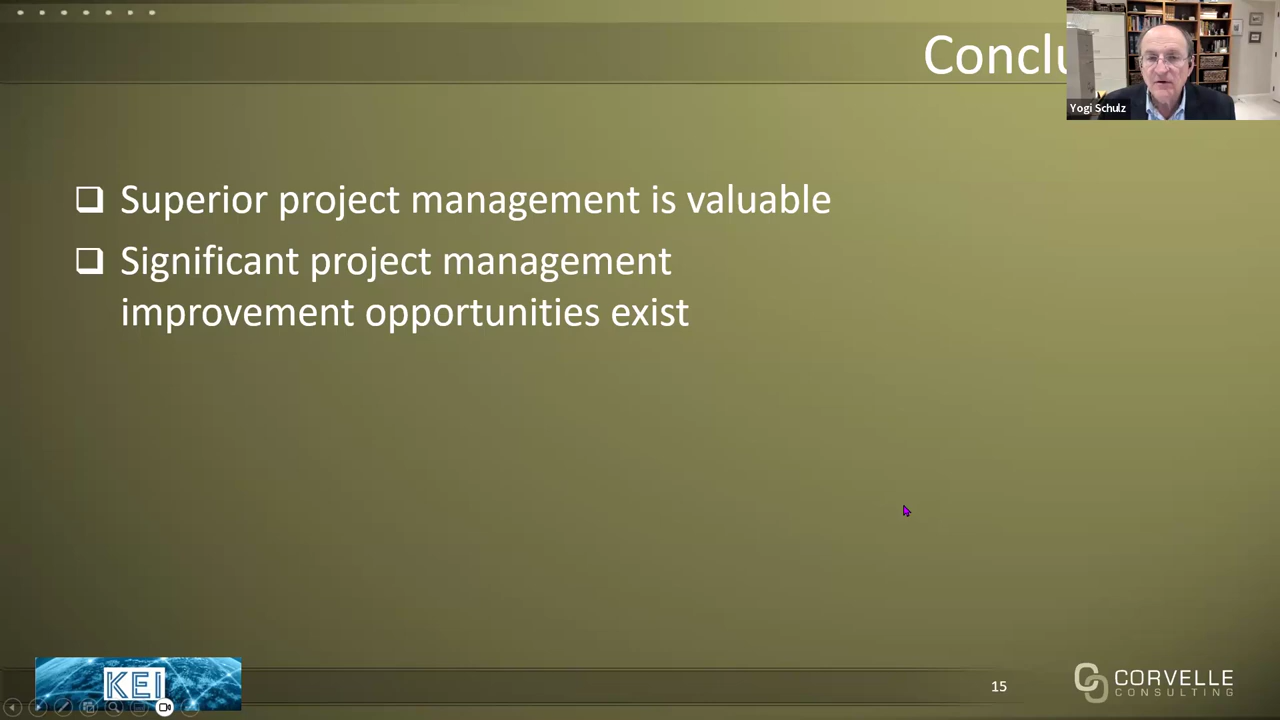 Conclu
Yogi Schulz
❑ Superior project management is valuable
❑ Significant project management
improvement opportunities exist
KEI
15
CORVELLE
CONSULTING